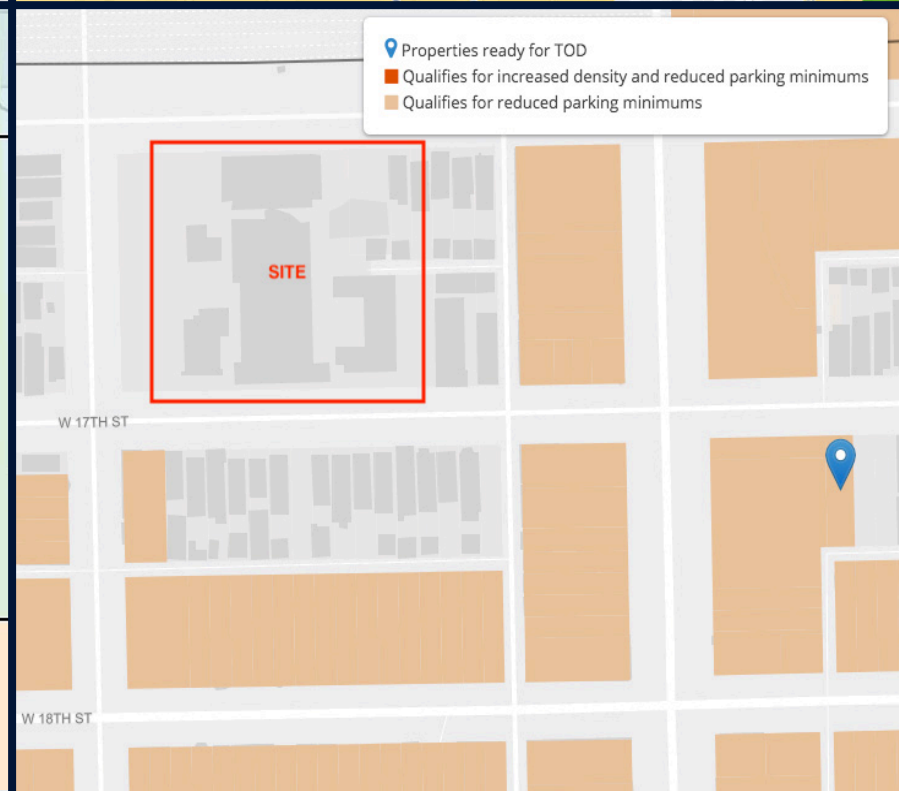 Properties ready for TOD
Qualifies for increased density and reduced parking minimums
Qualifies for reduced parking minimums
SITE
W 17TH ST
W 18TH ST